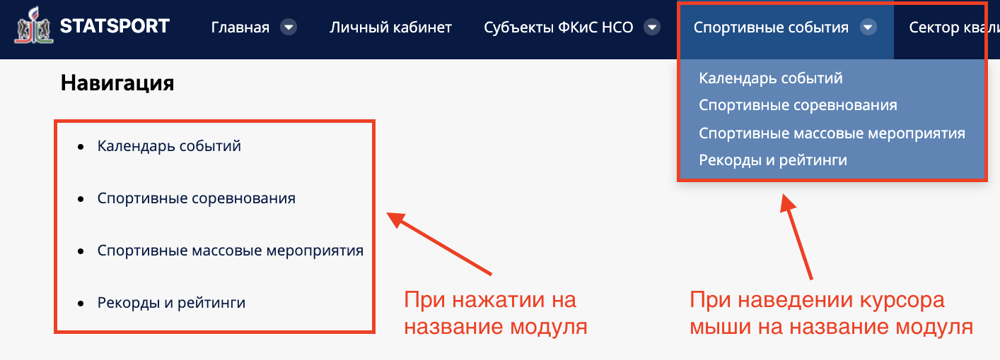 STATSPORT
Главная
Личный кабинет
Субъекты ФКиС НСО
Спортивные события
Сектор квали
Календарь событий
Спортивные соревнования
Спортивные массовые мероприятия
Рекорды и рейтинги
Навигация
Календарь событий
Спортивные соревнования
Спортивные массовые мероприятия
Рекорды и рейтинги
При нажатии на
название модуля
При наведении курсора
мыши на название модуля